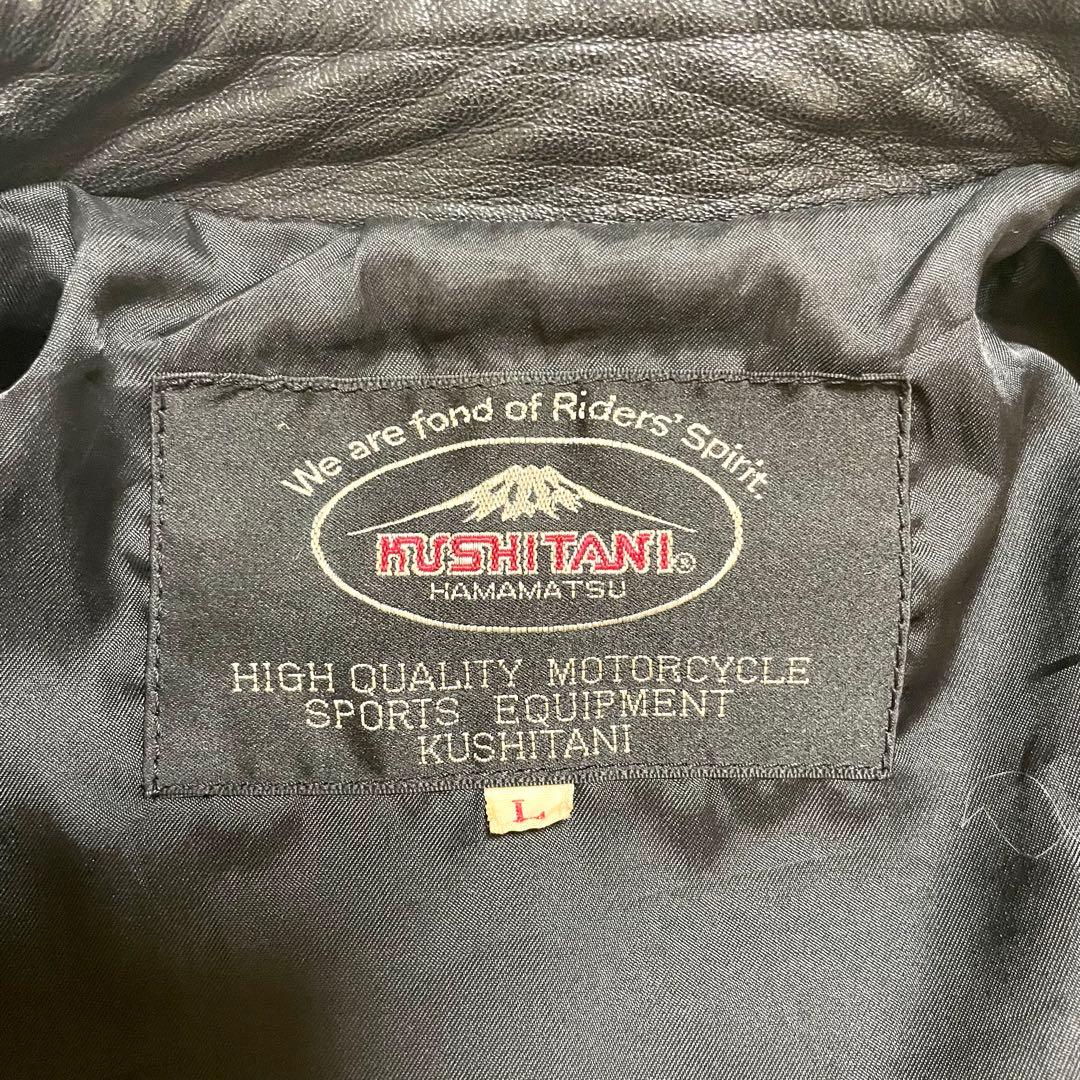 We are fond of Riders' Spirit.
KUSHITANI®
HAMAMATSU
HIGH QUALITY MOTORCYCLE
SPORTS EQUIPMENT
KUSHITANI
L